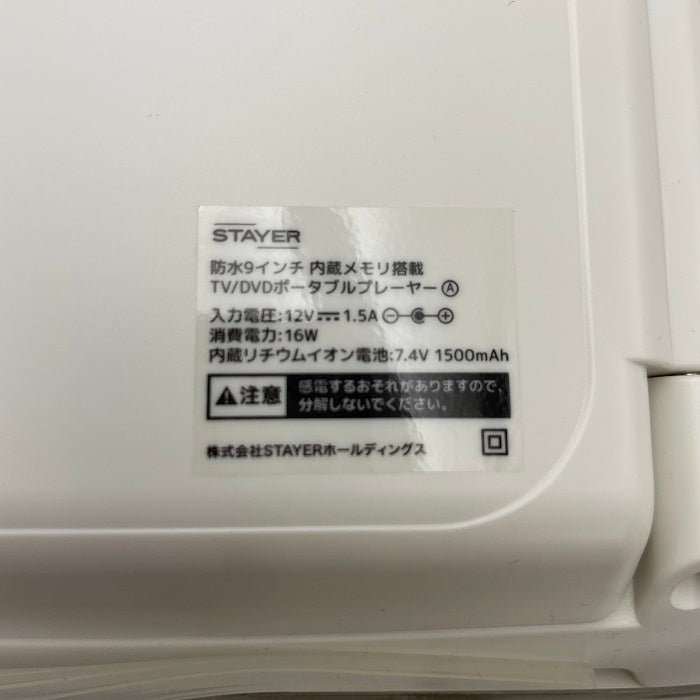 STAYER
防水9インチ 内蔵メモリ搭載
TV/DVDポータブルプレーヤー Ⓐ
入力電圧:12V⎓1.5A
消費電力:16W
内蔵リチウムイオン電池:7.4V 1500mAh
注意 感電するおそれがありますので、
分解しないでください。
株式会社STAYERホールディングス